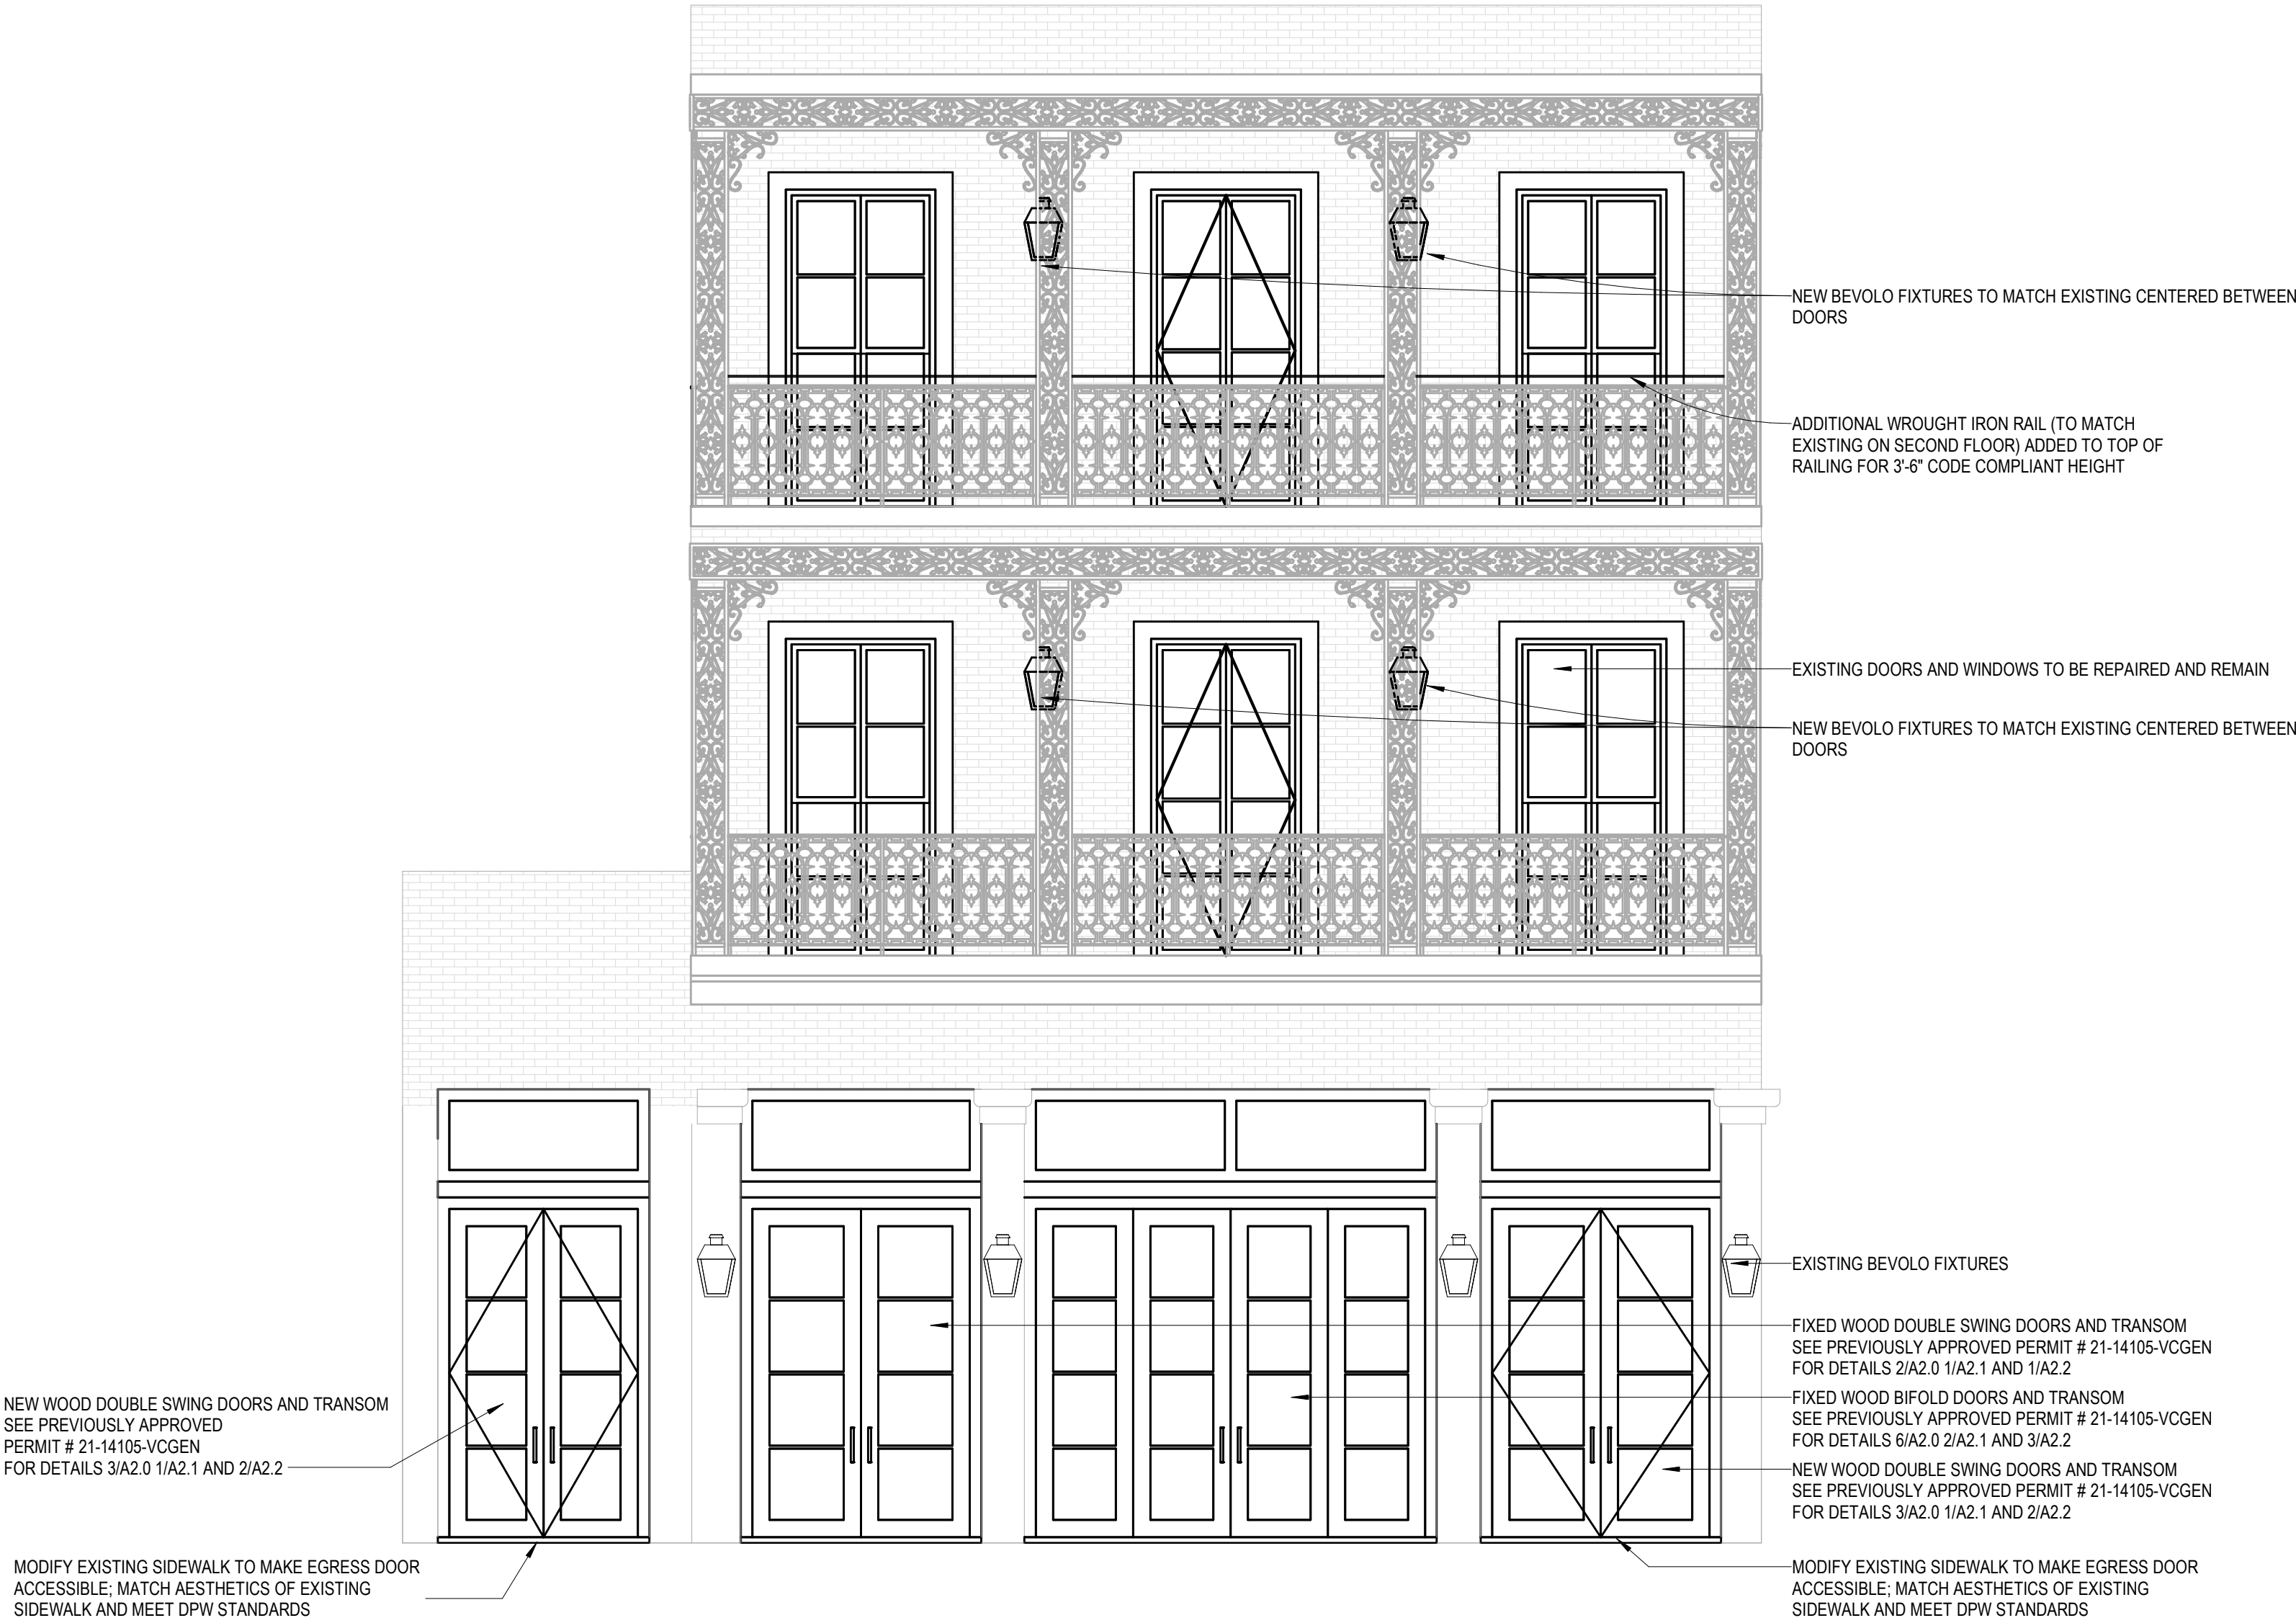 NEW BEVOLO FIXTURES TO MATCH EXISTING CENTERED BETWEEN
DOORS
ADDITIONAL WROUGHT IRON RAIL (TO MATCH
EXISTING ON SECOND FLOOR) ADDED TO TOP OF
RAILING FOR 3'-6" CODE COMPLIANT HEIGHT
EXISTING DOORS AND WINDOWS TO BE REPAIRED AND REMAIN
NEW BEVOLO FIXTURES TO MATCH EXISTING CENTERED BETWEEN
DOORS
EXISTING BEVOLO FIXTURES
FIXED WOOD DOUBLE SWING DOORS AND TRANSOM
SEE PREVIOUSLY APPROVED PERMIT # 21-14105-VCGEN
FOR DETAILS 2/A2.0 1/A2.1 AND 1/A2.2
FIXED WOOD BIFOLD DOORS AND TRANSOM
SEE PREVIOUSLY APPROVED PERMIT # 21-14105-VCGEN
FOR DETAILS 6/A2.0 2/A2.1 AND 3/A2.2
NEW WOOD DOUBLE SWING DOORS AND TRANSOM
SEE PREVIOUSLY APPROVED PERMIT # 21-14105-VCGEN
FOR DETAILS 3/A2.0 1/A2.1 AND 2/A2.2
MODIFY EXISTING SIDEWALK TO MAKE EGRESS DOOR
ACCESSIBLE; MATCH AESTHETICS OF EXISTING
SIDEWALK AND MEET DPW STANDARDS
NEW WOOD DOUBLE SWING DOORS AND TRANSOM
SEE PREVIOUSLY APPROVED
PERMIT # 21-14105-VCGEN
FOR DETAILS 3/A2.0 1/A2.1 AND 2/A2.2
MODIFY EXISTING SIDEWALK TO MAKE EGRESS DOOR
ACCESSIBLE; MATCH AESTHETICS OF EXISTING
SIDEWALK AND MEET DPW STANDARDS